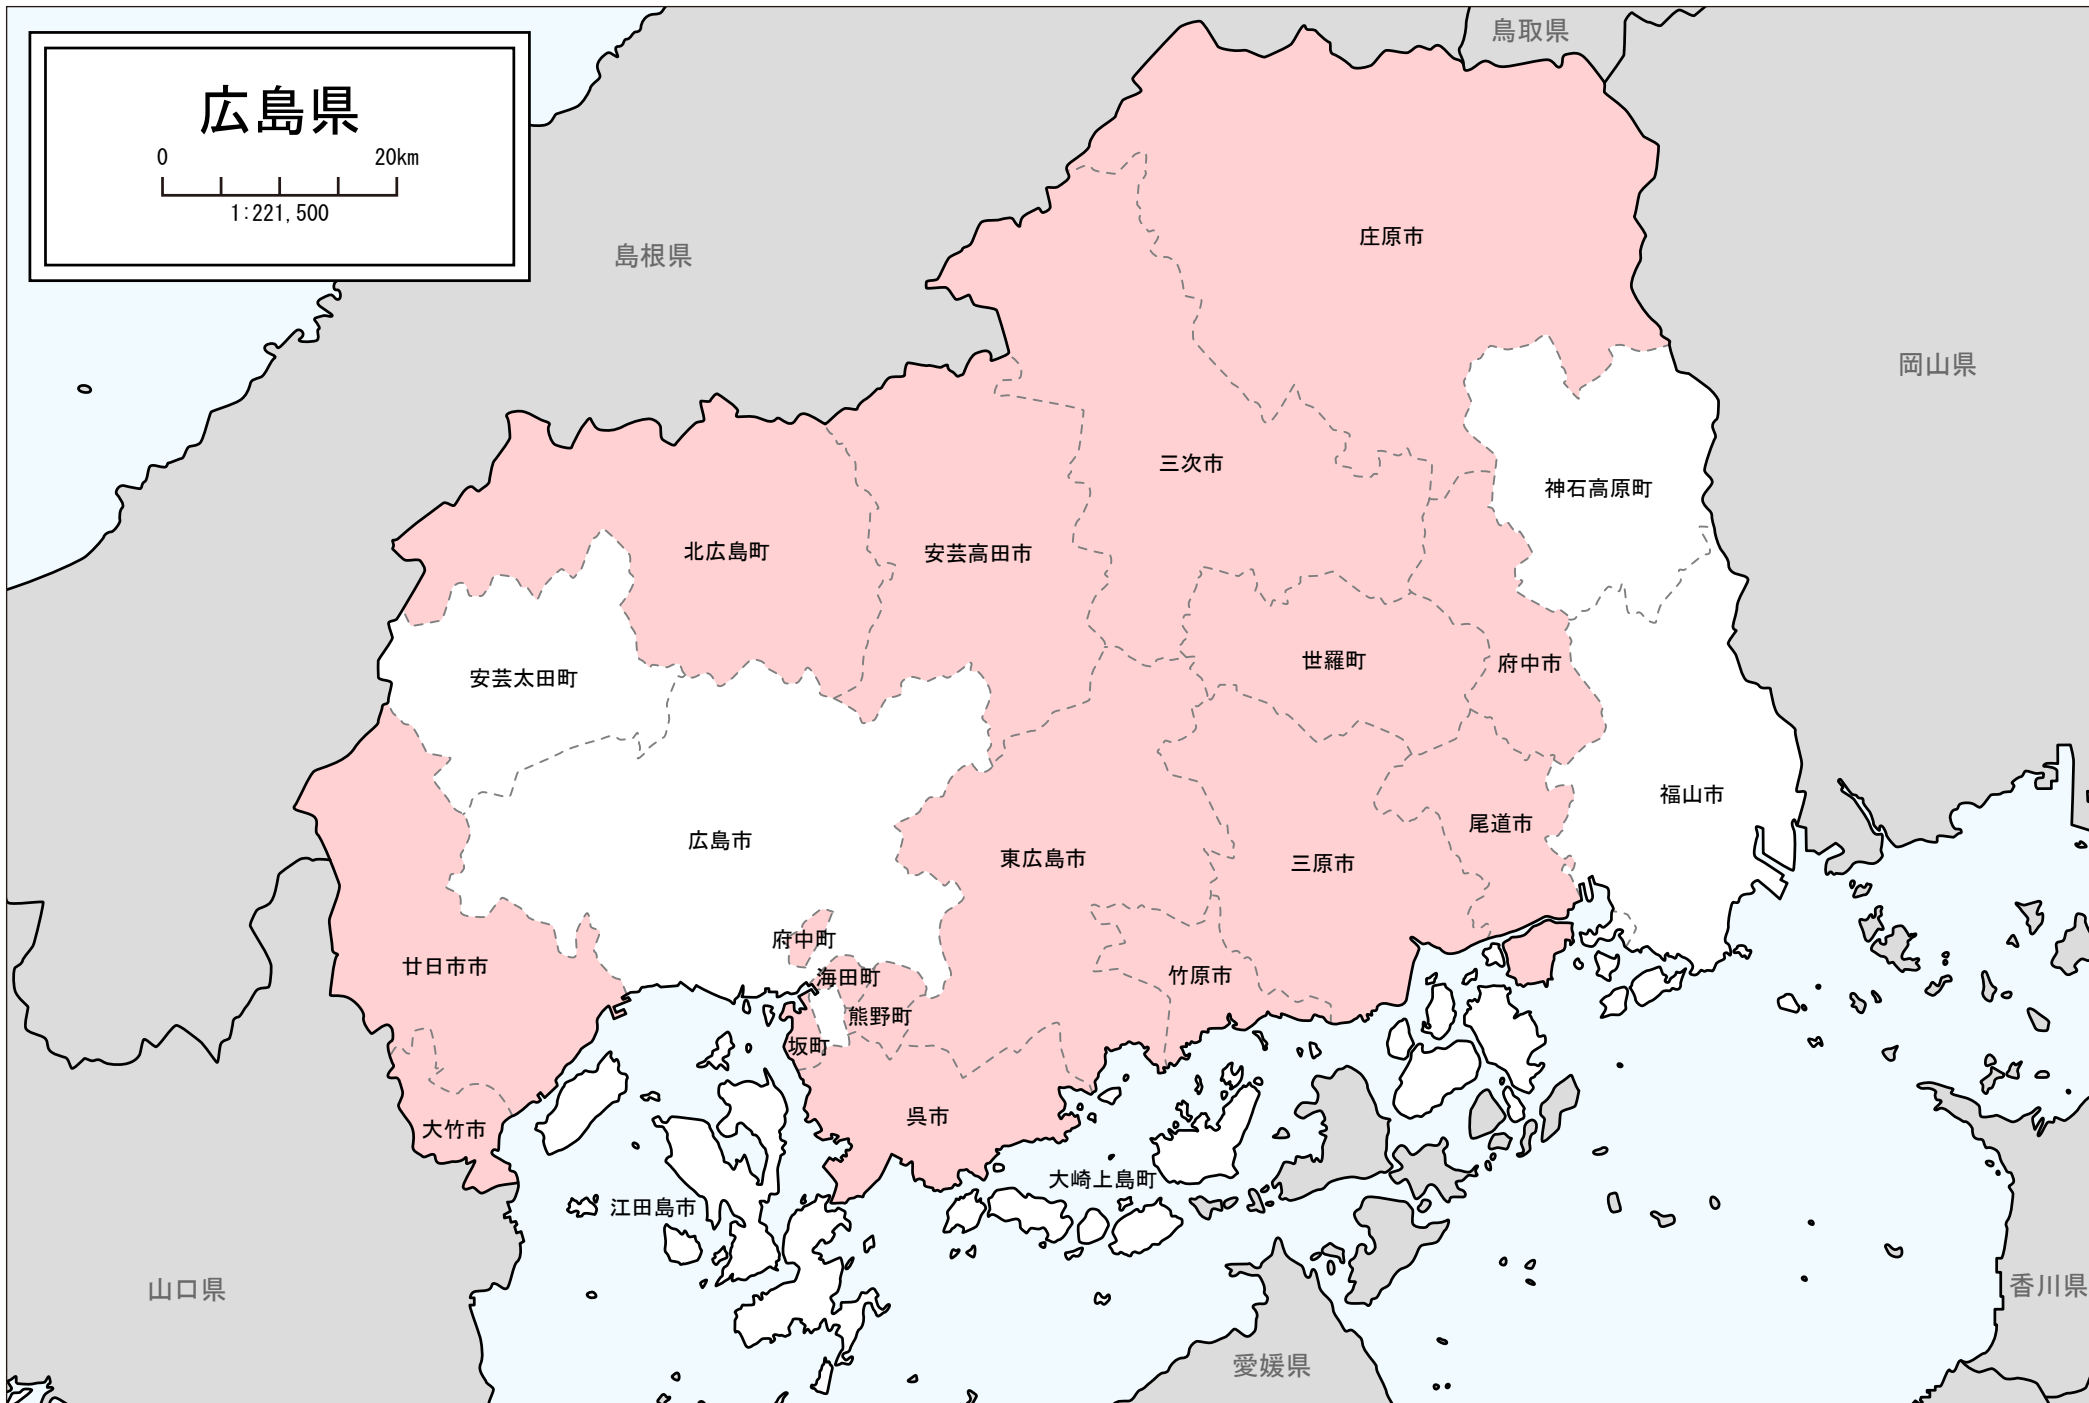 広島県
0 20km
1:221,500
鳥取県
島根県
庄原市
岡山県
三次市
神石高原町
北広島町
安芸高田市
世羅町
府中市
安芸太田町
福山市
尾道市
広島市
東広島市
三原市
府中町
廿日市市
海田町
竹原市
熊野町
坂町
呉市
大竹市
大崎上島町
江田島市
山口県
香川県
愛媛県